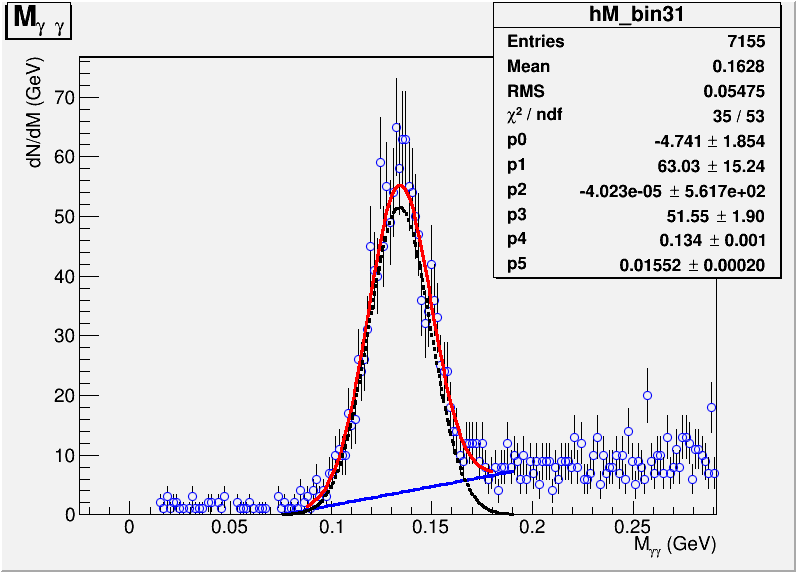 M γ γ
hM_bin31
Entries 7155
Mean 0.1628
RMS 0.05475
χ² / ndf 35 / 53
p0 -4.741 ± 1.854
p1 63.03 ± 15.24
p2 -4.023e-05 ± 5.617e+02
p3 51.55 ± 1.90
p4 0.134 ± 0.001
p5 0.01552 ± 0.00020
dN/dM (GeV)
70
60
50
40
30
20
10
0
0 0.05 0.1 0.15 0.2 0.25
M γγ (GeV)